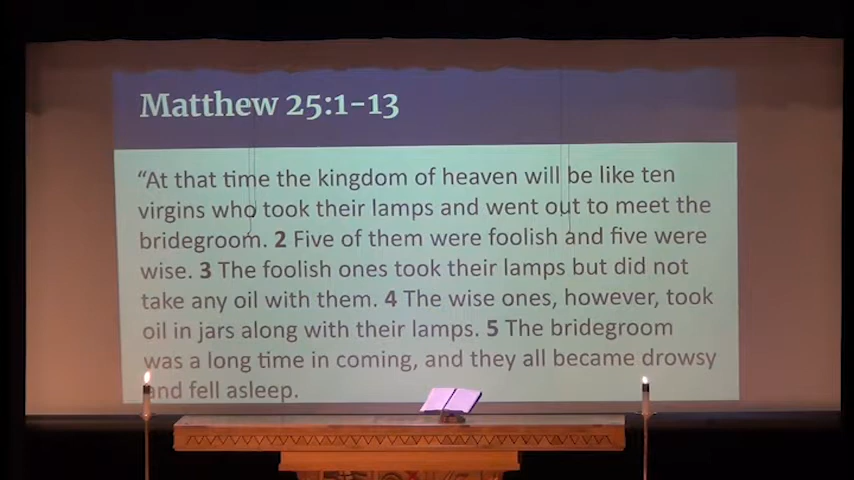 Matthew 25:1-13
“At that time the kingdom of heaven will be like ten
virgins who took their lamps and went out to meet the
bridegroom. 2 Five of them were foolish and five were
wise. 3 The foolish ones took their lamps but did not
take any oil with them. 4 The wise ones, however, took
oil in jars along with their lamps. 5 The bridegroom
was a long time in coming, and they all became drowsy
and fell asleep.